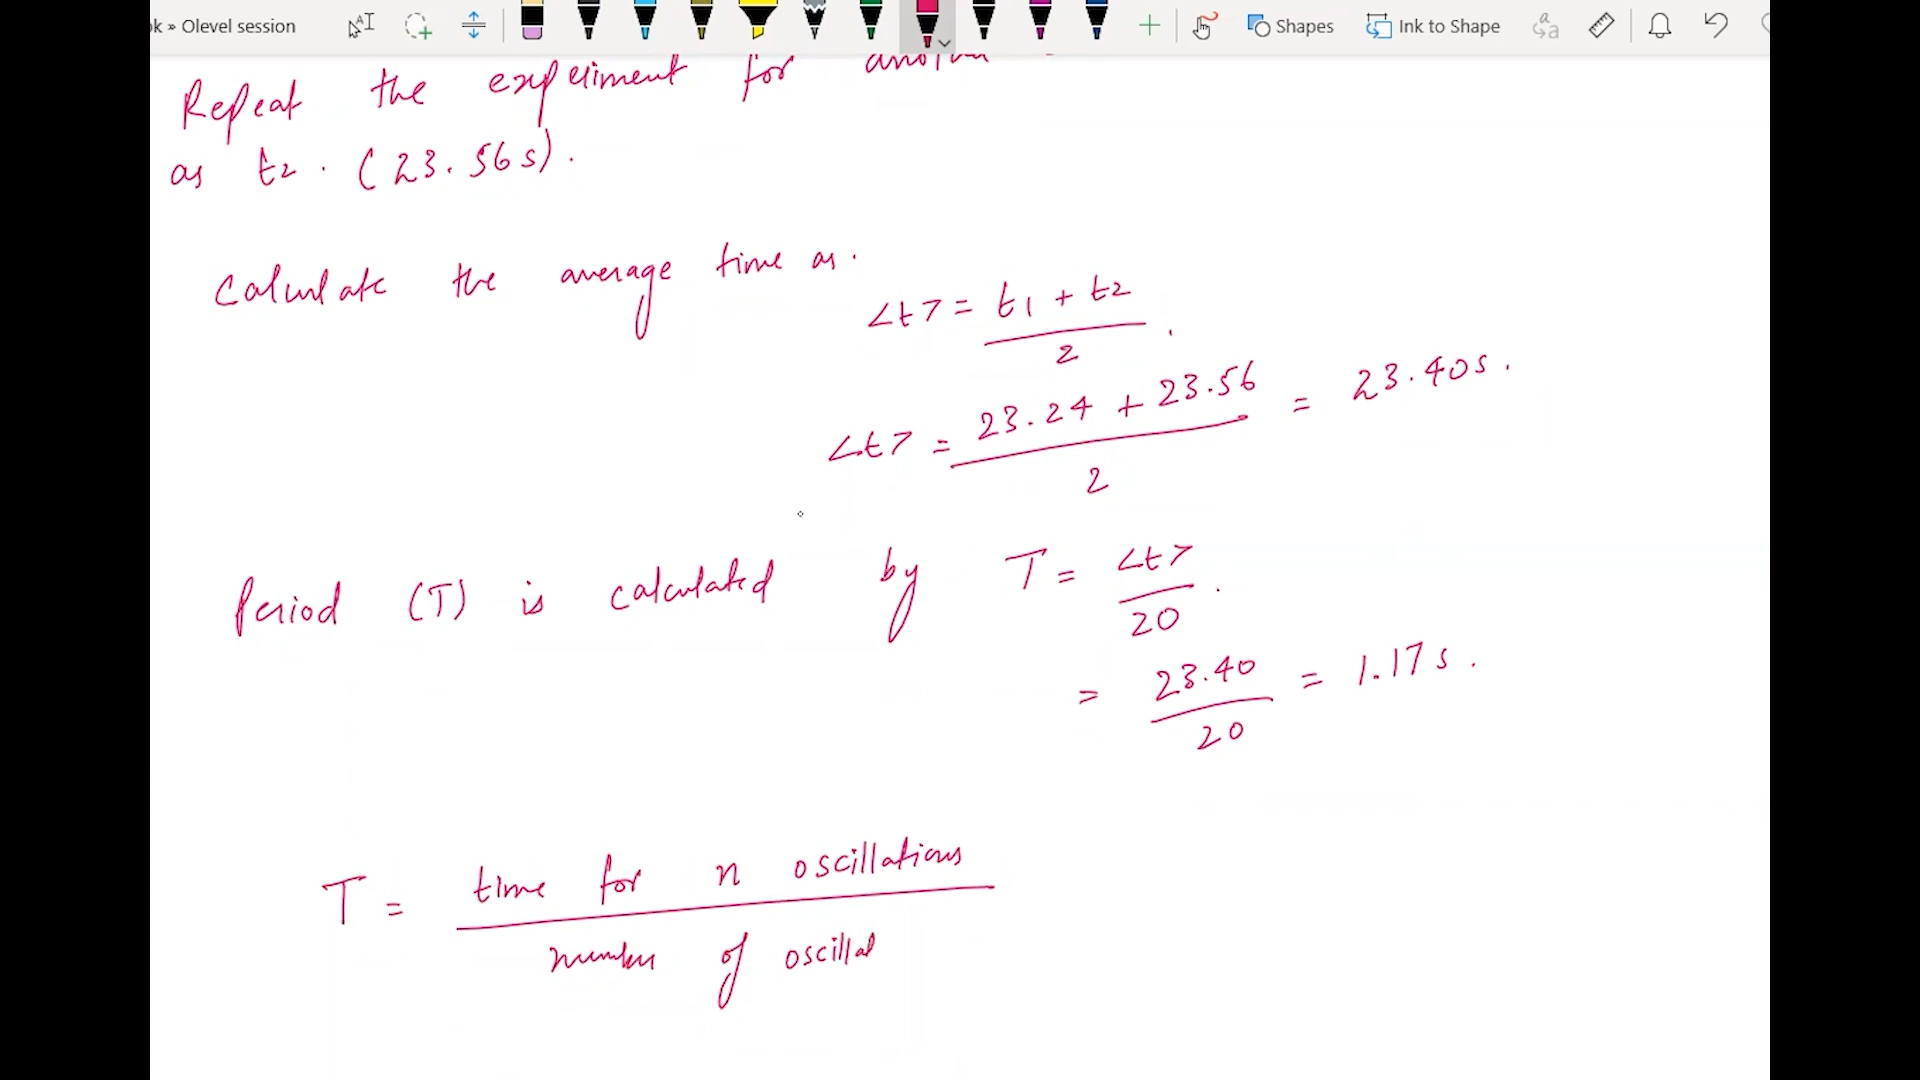 ok » Olevel session
Shapes
Ink to Shape
Repeat the experiment for
as t2 . (23.56s).
Calculate the average time as.
<t> = t1 + t2
2 .
<t> = 23.24 + 23.56 = 23.40s.
2
Period (T) is calculated by T = <t>
20 .
= 23.40 = 1.17s.
20
T = time for n oscillations
number of oscillat